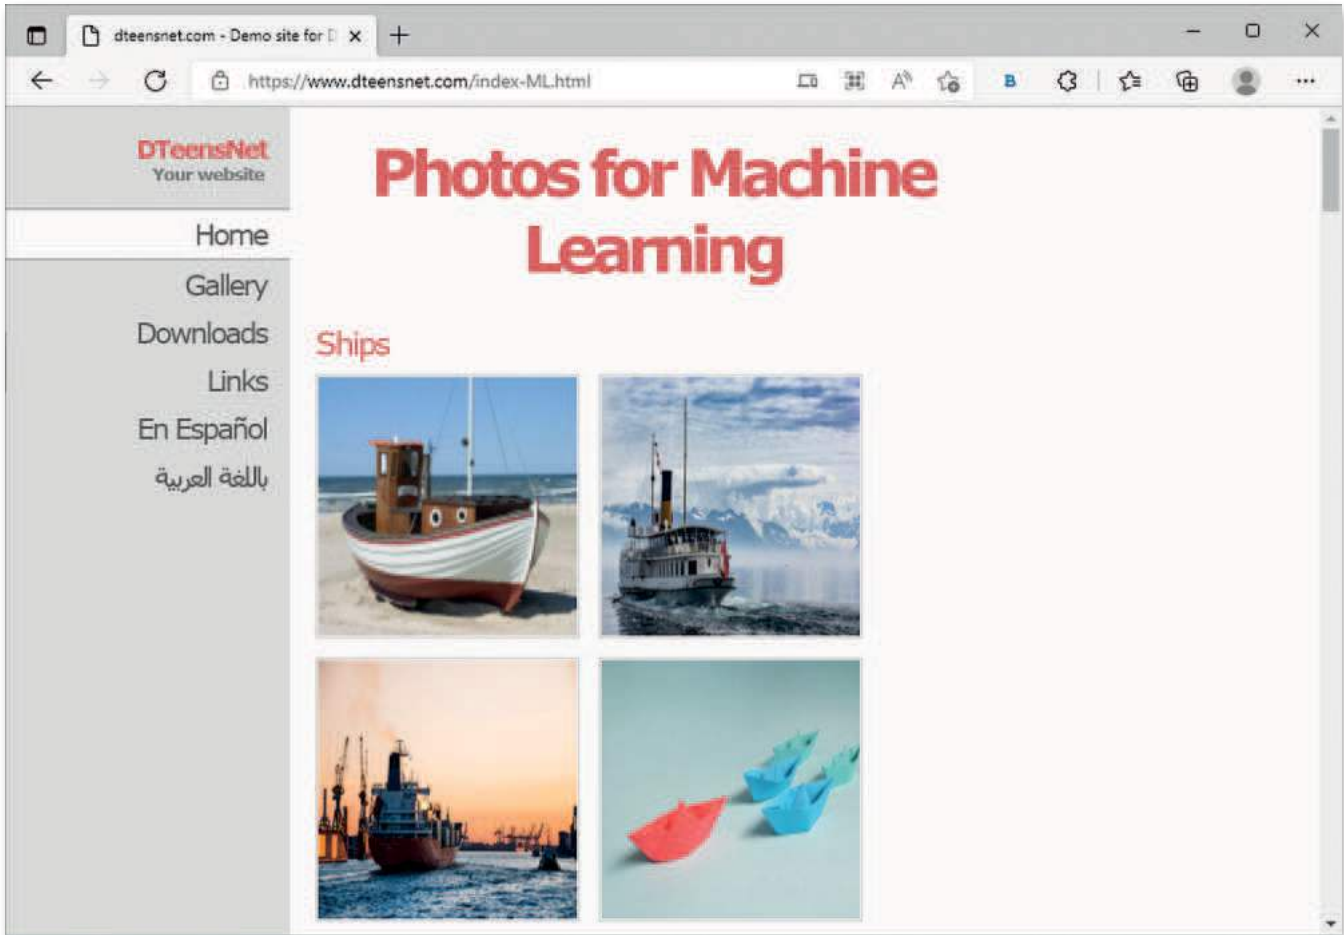 dteensnet.com - Demo site for D
https://www.dteensnet.com/index-ML.html
B
DTeensNet
Your website
Home
Gallery
Downloads
Links
En Español
باللغة العربية
Photos for Machine
Learning
Ships